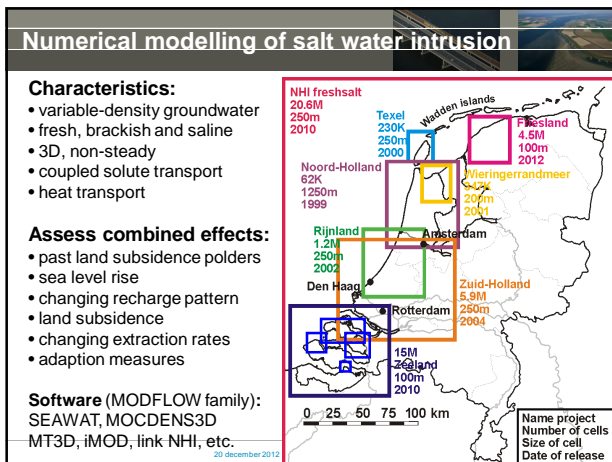 Numerical modelling of salt water intrusion
Characteristics:
• variable-density groundwater
• fresh, brackish and saline
• 3D, non-steady
• coupled solute transport
• heat transport
Assess combined effects:
• past land subsidence polders
• sea level rise
• changing recharge pattern
• land subsidence
• changing extraction rates
• adaption measures
Software (MODFLOW family):
SEAWAT, MOCDENS3D
MT3D, iMOD, link NHI, etc.
20 december 2012
NHI freshsalt
20.6M
250m
2010
Wadden islands
Texel
230K
250m
2000
Friesland
4.5M
100m
2012
Noord-Holland
62K
1250m
1999
Wieringerrandmeer
347K
200m
2001
Rijnland
1.2M
250m
2002
Amsterdam
Den Haag
Zuid-Holland
5.9M
250m
2004
Rotterdam
15M
Zeeland
100m
2010
0 25 50 75 100 km
Name project
Number of cells
Size of cell
Date of release